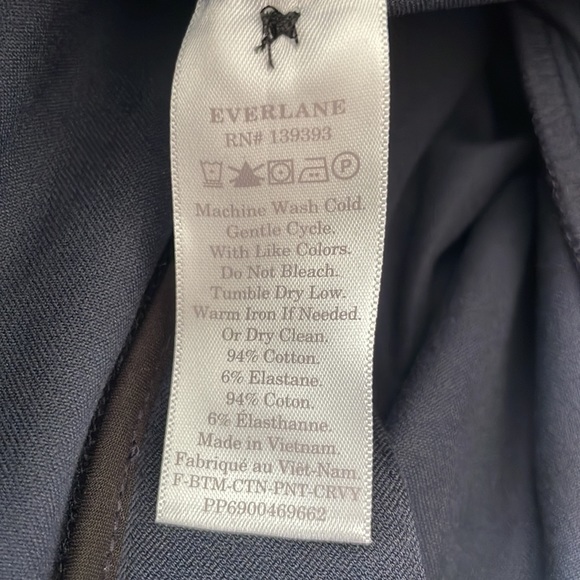 EVERLANE
RN# 139393
P
Machine Wash Cold.
Gentle Cycle.
With Like Colors.
Do Not Bleach.
Tumble Dry Low.
Warm Iron If Needed.
Or Dry Clean.
94% Cotton.
6% Elastane.
94% Coton.
6% Élasthanne.
Made in Vietnam.
Fabriqué au Viêt-Nam.
F-BTM-CTN-PNT-CRVY
PP6900469662